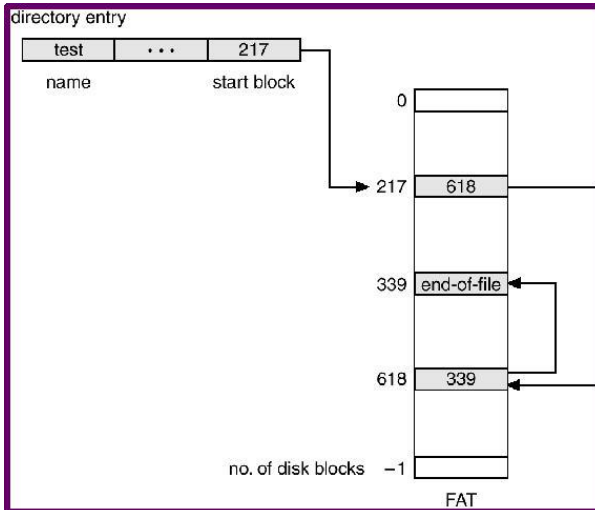 directory entry
test ··· 217
name start block
0
217 618
339 end-of-file
618 339
no. of disk blocks –1
FAT